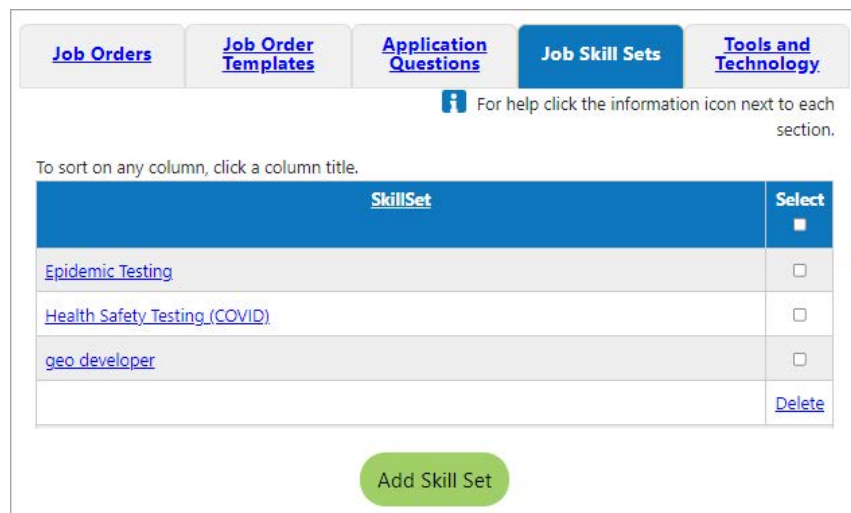 Job Orders
Job Order
Templates
Application
Questions
Job Skill Sets
Tools and
Technology
For help click the information icon next to each
section.
To sort on any column, click a column title.
SkillSet
Select
Epidemic Testing
Health Safety Testing (COVID)
geo developer
Delete
Add Skill Set